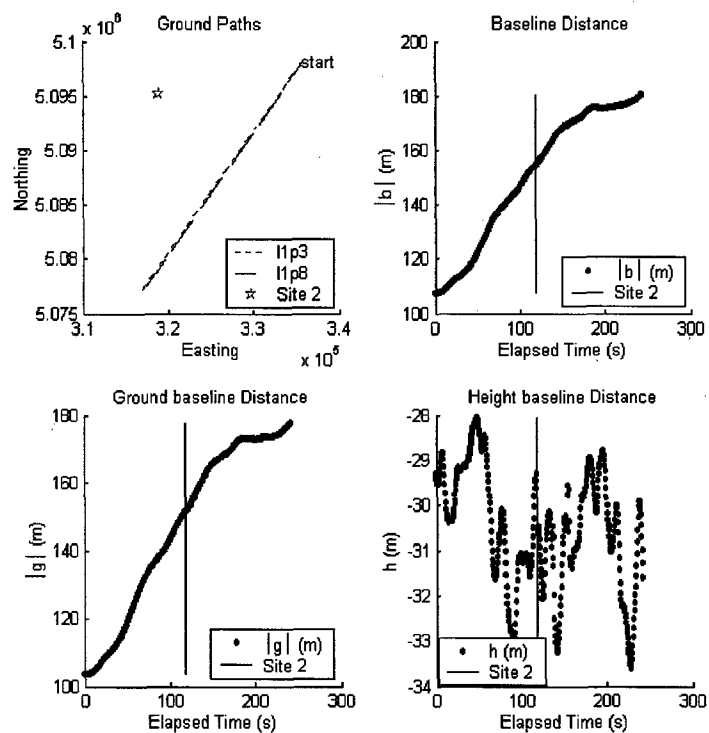 Ground Paths
x 10^6
5.1
5.095
5.09
5.085
5.08
5.075
Northing
start
l1p3
l1p8
Site 2
3.1
3.2
3.3
3.4
Easting
x 10^5
Baseline Distance
200
180
160
140
120
100
|b| (m)
|b| (m)
Site 2
0
100
200
300
Elapsed Time (s)
Ground baseline Distance
180
160
140
120
100
|g| (m)
|g| (m)
Site 2
0
100
200
300
Elapsed Time (s)
Height baseline Distance
-28
-29
-30
-31
-32
-33
-34
h (m)
h (m)
Site 2
0
100
200
300
Elapsed Time (s)